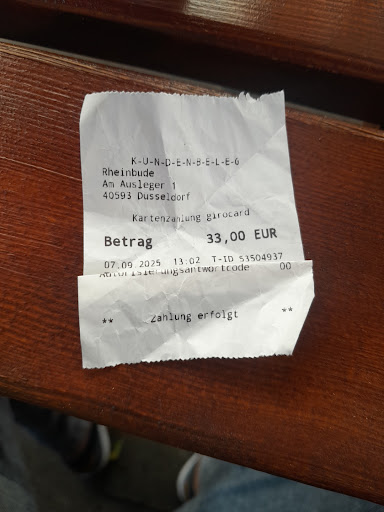 K-U-N-D-E-N-B-E-L-E-G
Rheinbude
Am Ausleger 1
40593 Dusseldorf
Kartenzahlung girocard
Betrag 33,00 EUR
07.09.2025 13:02 T-ID 53504937
Autorisierungsantwortcode 00
** Zahlung erfolgt **